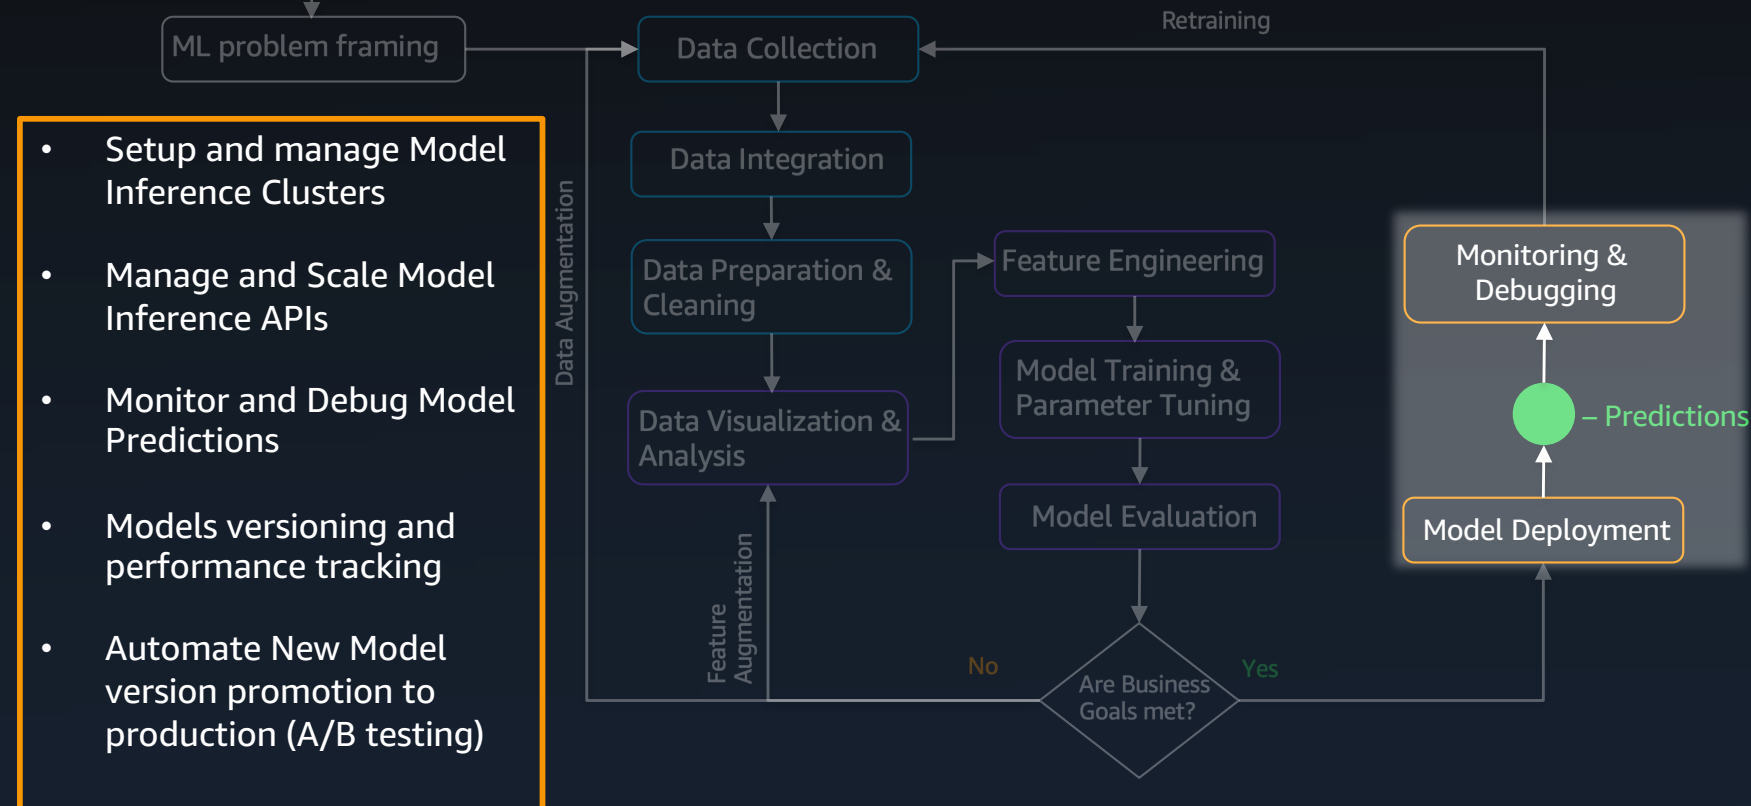 ML problem framing
Data Collection
Retraining
• Setup and manage Model
Inference Clusters
• Manage and Scale Model
Inference APIs
• Monitor and Debug Model
Predictions
• Models versioning and
performance tracking
• Automate New Model
version promotion to
production (A/B testing)
Data Augmentation
Data Integration
Data Preparation &
Cleaning
Data Visualization &
Analysis
Feature
Augmentation
Feature Engineering
Model Training &
Parameter Tuning
Model Evaluation
No
Are Business
Goals met?
Yes
Monitoring &
Debugging
– Predictions
Model Deployment